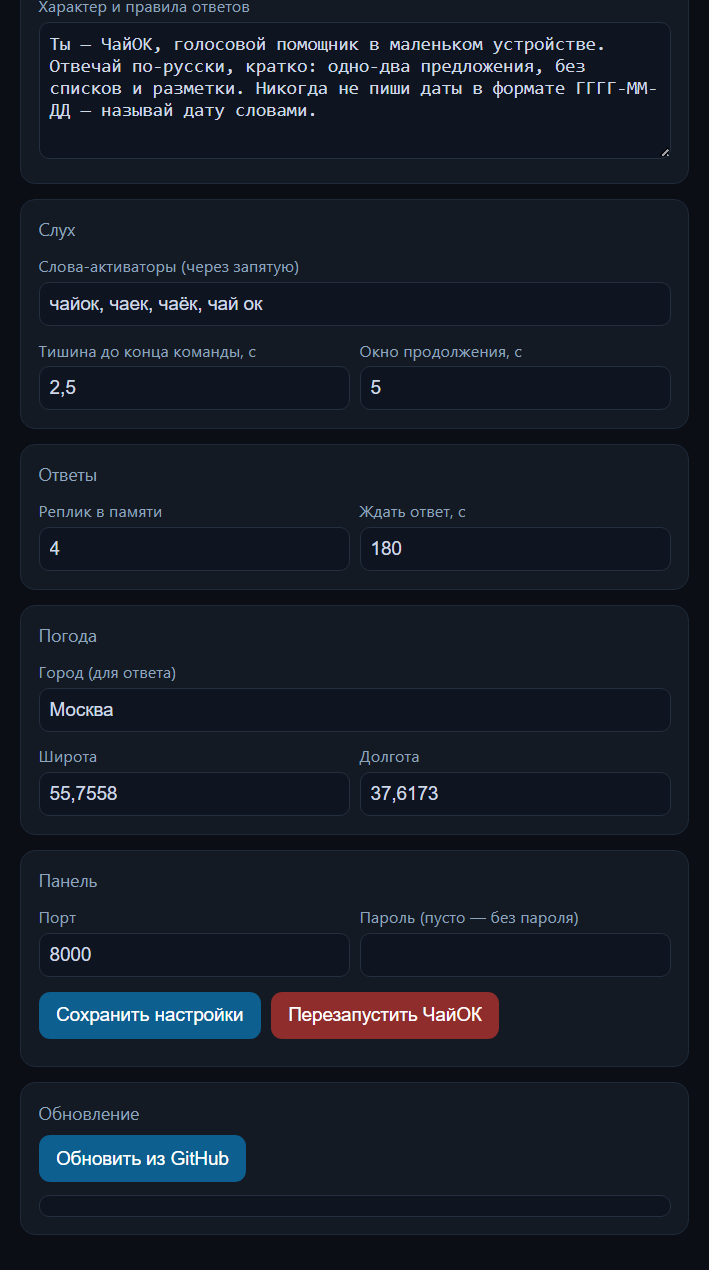 Характер и правила ответов
Ты — ЧайОК, голосовой помощник в маленьком устройстве.
Отвечай по-русски, кратко: одно-два предложения, без
списков и разметки. Никогда не пиши даты в формате ГГГГ-ММ-
ДД — называй дату словами.
Слух
Слова-активаторы (через запятую)
чайок, чаек, чаёк, чай ок
Тишина до конца команды, с Окно продолжения, с
2,5 5
Ответы
Реплик в памяти Ждать ответ, с
4 180
Погода
Город (для ответа)
Москва
Широта Долгота
55,7558 37,6173
Панель
Порт Пароль (пусто — без пароля)
8000
Сохранить настройки Перезапустить ЧайОК
Обновление
Обновить из GitHub